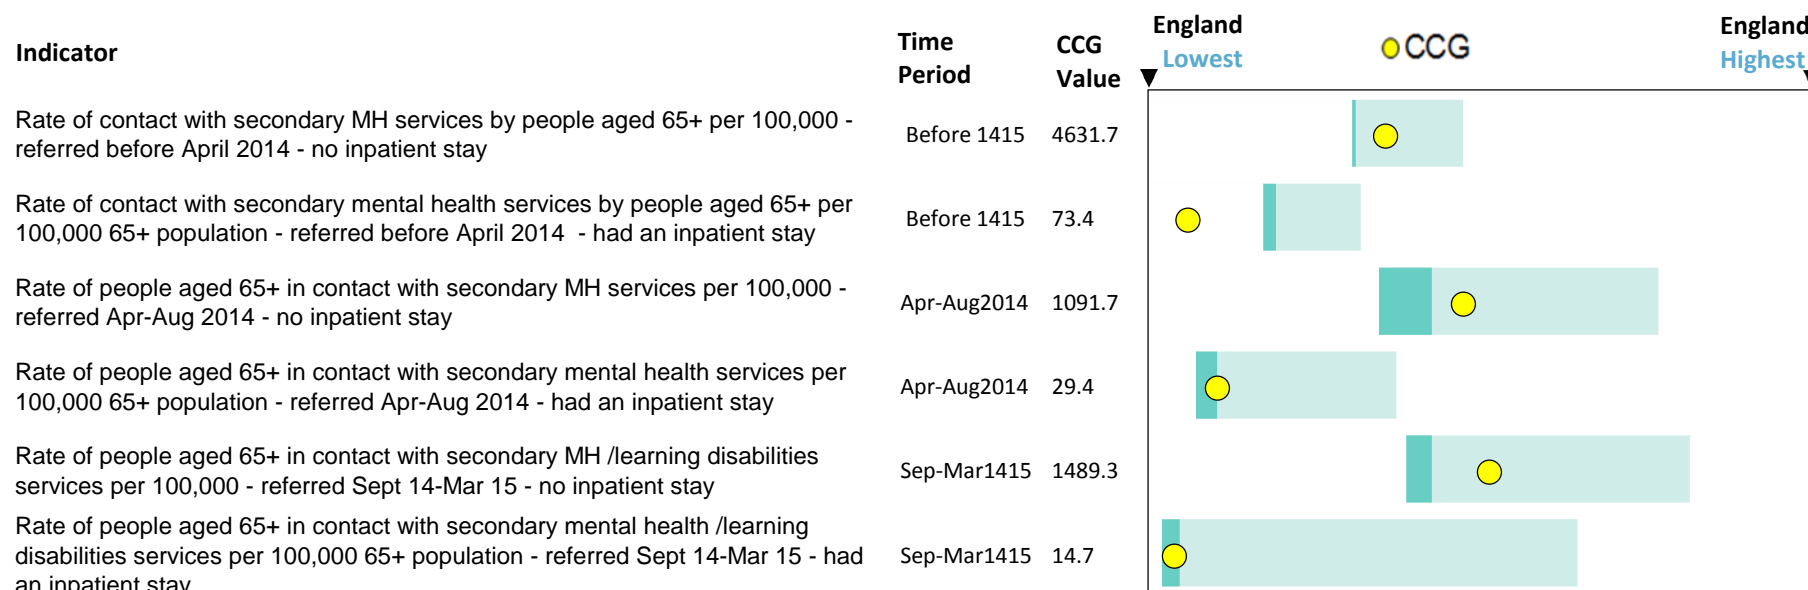 Indicator
Time
Period
CCG
Value
England
Lowest
CCG
England
Highest
Rate of contact with secondary MH services by people aged 65+ per 100,000 -
referred before April 2014 - no inpatient stay
Before 1415
4631.7
Rate of contact with secondary mental health services by people aged 65+ per
100,000 65+ population - referred before April 2014  - had an inpatient stay
Before 1415
73.4
Rate of people aged 65+ in contact with secondary MH services per 100,000 -
referred Apr-Aug 2014 - no inpatient stay
Apr-Aug2014
1091.7
Rate of people aged 65+ in contact with secondary mental health services per
100,000 65+ population - referred Apr-Aug 2014 - had an inpatient stay
Apr-Aug2014
29.4
Rate of people aged 65+ in contact with secondary MH /learning disabilities
services per 100,000 - referred Sept 14-Mar 15 - no inpatient stay
Sep-Mar1415
1489.3
Rate of people aged 65+ in contact with secondary mental health /learning
disabilities services per 100,000 65+ population - referred Sept 14-Mar 15 - had
an inpatient stay
Sep-Mar1415
14.7